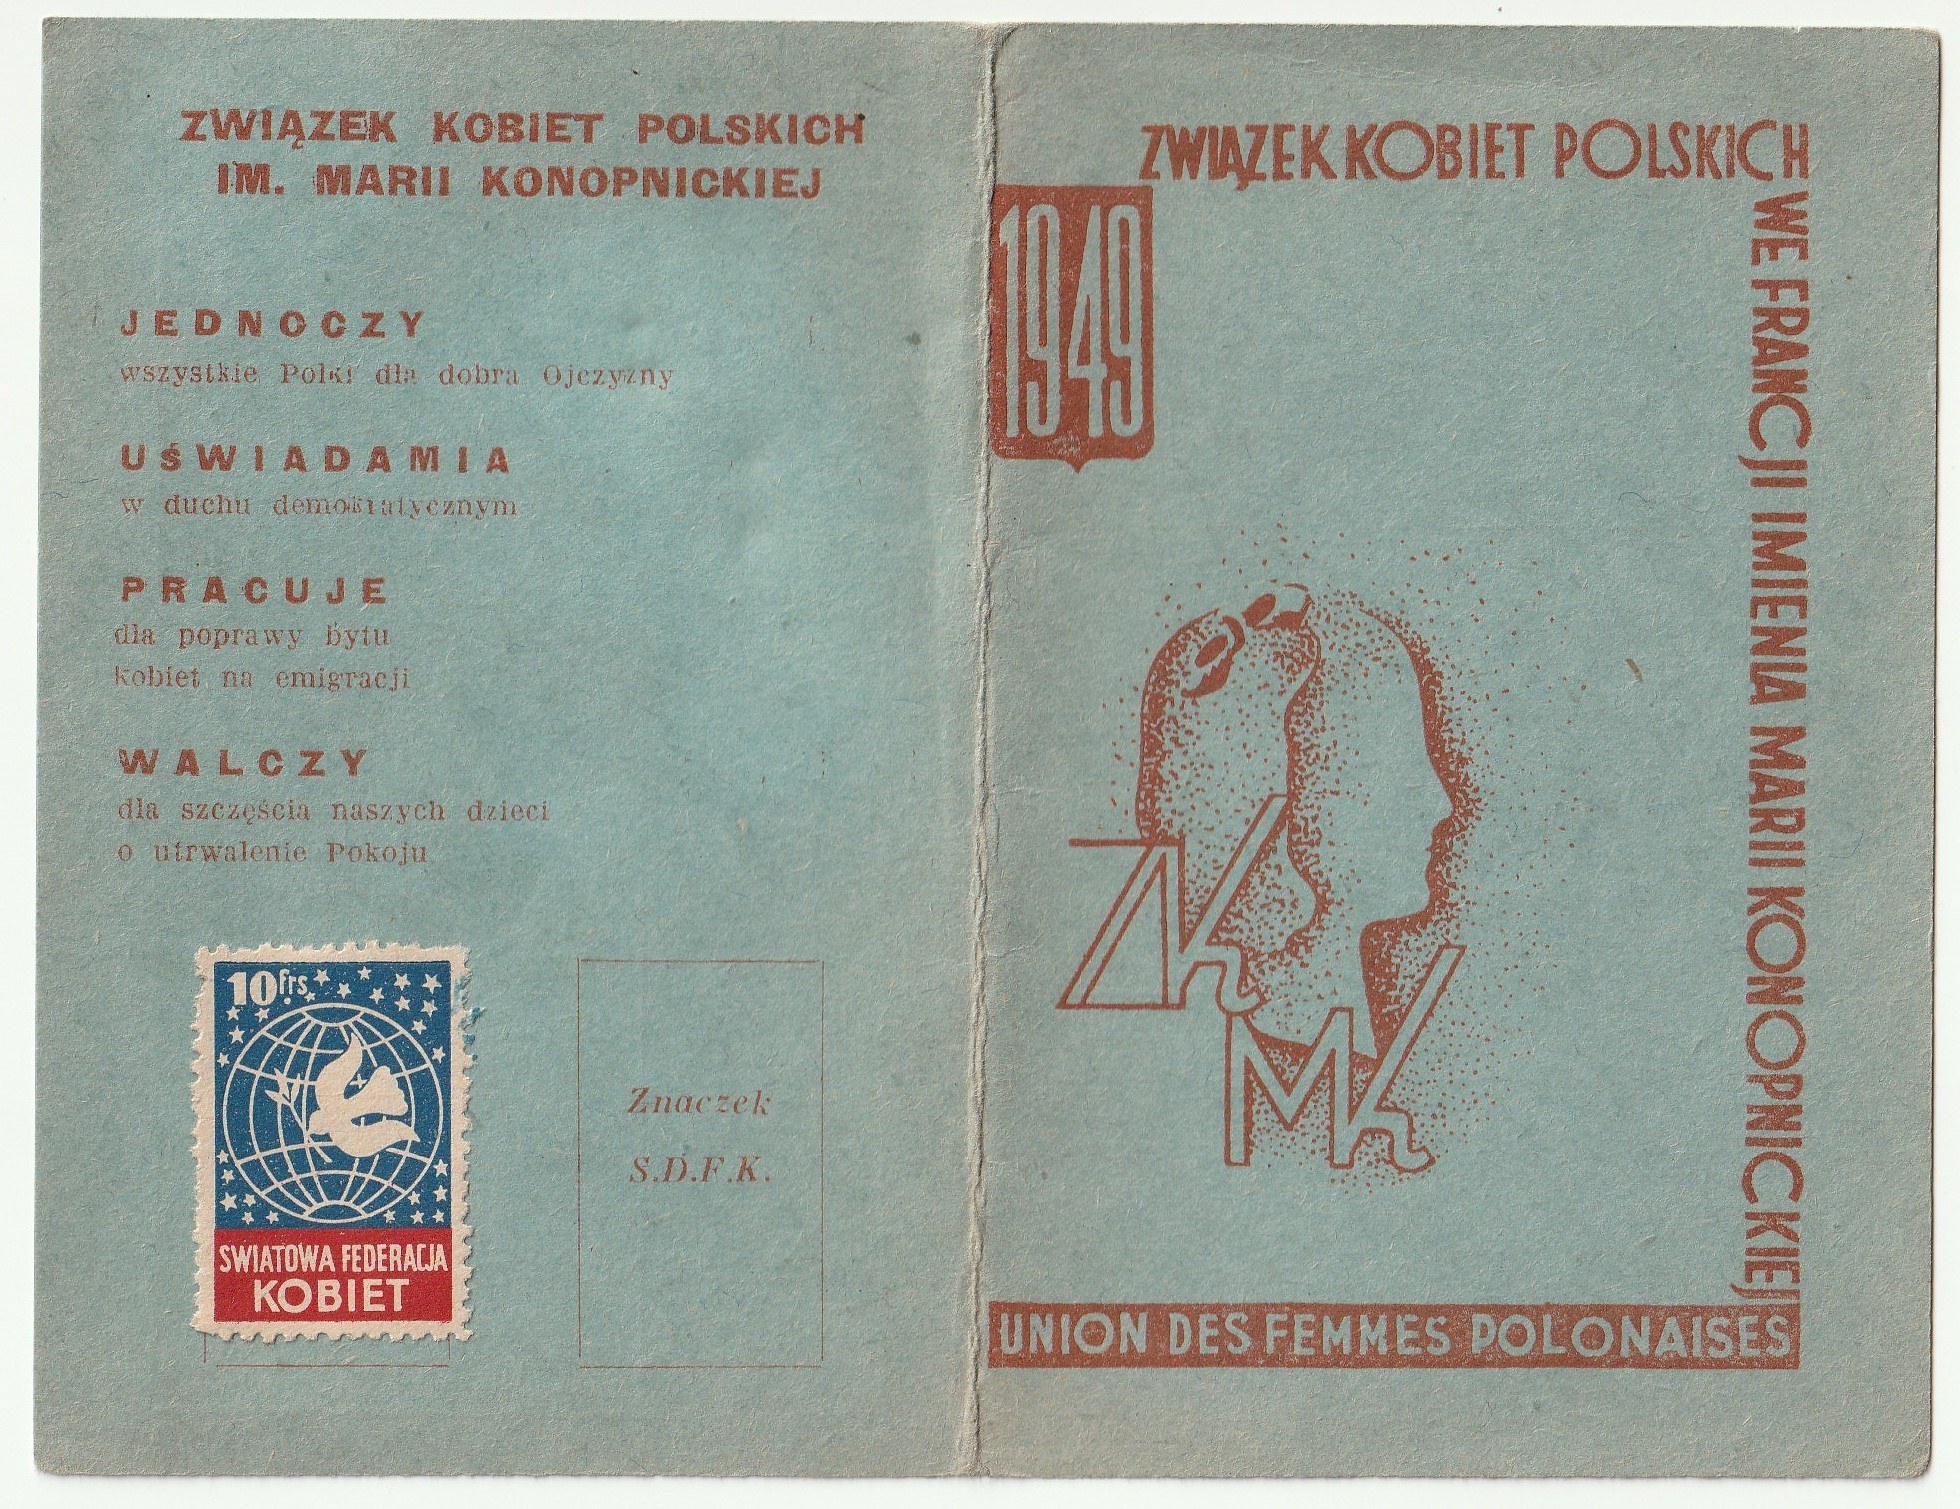 ZWIĄZEK KOBIET POLSKICH
IM. MARII KONOPNICKIEJ
JEDNOCZY
wszystkie Polki dla dobra Ojczyzny
UŚWIADAMIA
w duchu demokratycznym
PRACUJE
dla poprawy bytu
kobiet na emigracji
WALCZY
dla szczęścia naszych dzieci
o utrwalenie Pokoju
10 frs.
SWIATOWA FEDERACJA
KOBIET
Znaczek
S.D.F.K.
ZWIĄZEK KOBIET POLSKICH
WE FRANCJI IMIENIA MARII KONOPNICKIEJ
1949
ZK
MK
UNION DES FEMMES POLONAISES